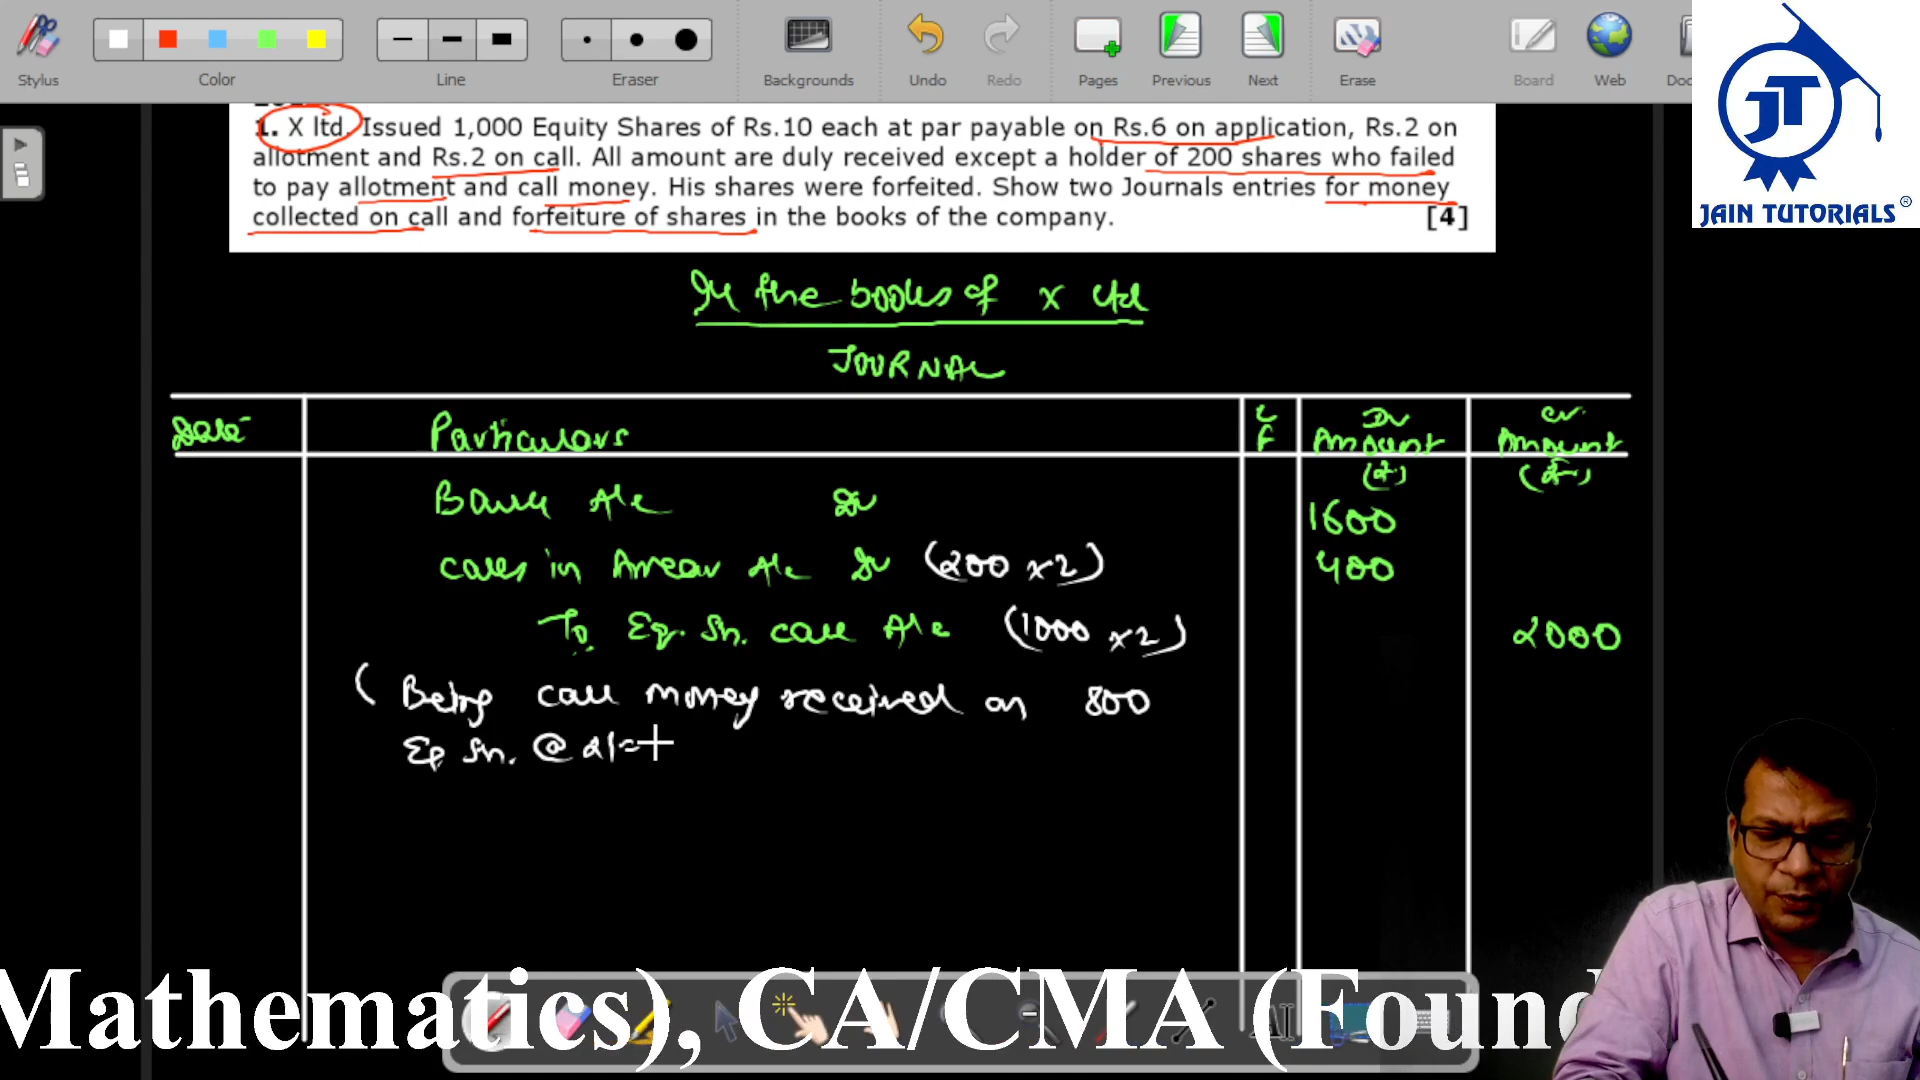 Stylus
Color
Line
Eraser
Backgrounds
Undo
Redo
Pages
Previous
Next
Erase
Board
Web
JT
JAIN TUTORIALS®
1. X ltd. Issued 1,000 Equity Shares of Rs.10 each at par payable on Rs.6 on application, Rs.2 on
allotment and Rs.2 on call. All amount are duly received except a holder of 200 shares who failed
to pay allotment and call money. His shares were forfeited. Show two Journals entries for money
collected on call and forfeiture of shares in the books of the company. [4]
In the books of X Ltd
JOURNAL
Date Particulars L F Dr Amount (₹) Cr Amount (₹)
Bank A/c Dr 1600
Calls in Arrear A/c Dr (200 x 2) 400
To Eq. Sh. call A/c (1000 x 2) 2000
( Being call money received on 800
Eq Sh. @ 2/=
Mathematics), CA/CMA (Found